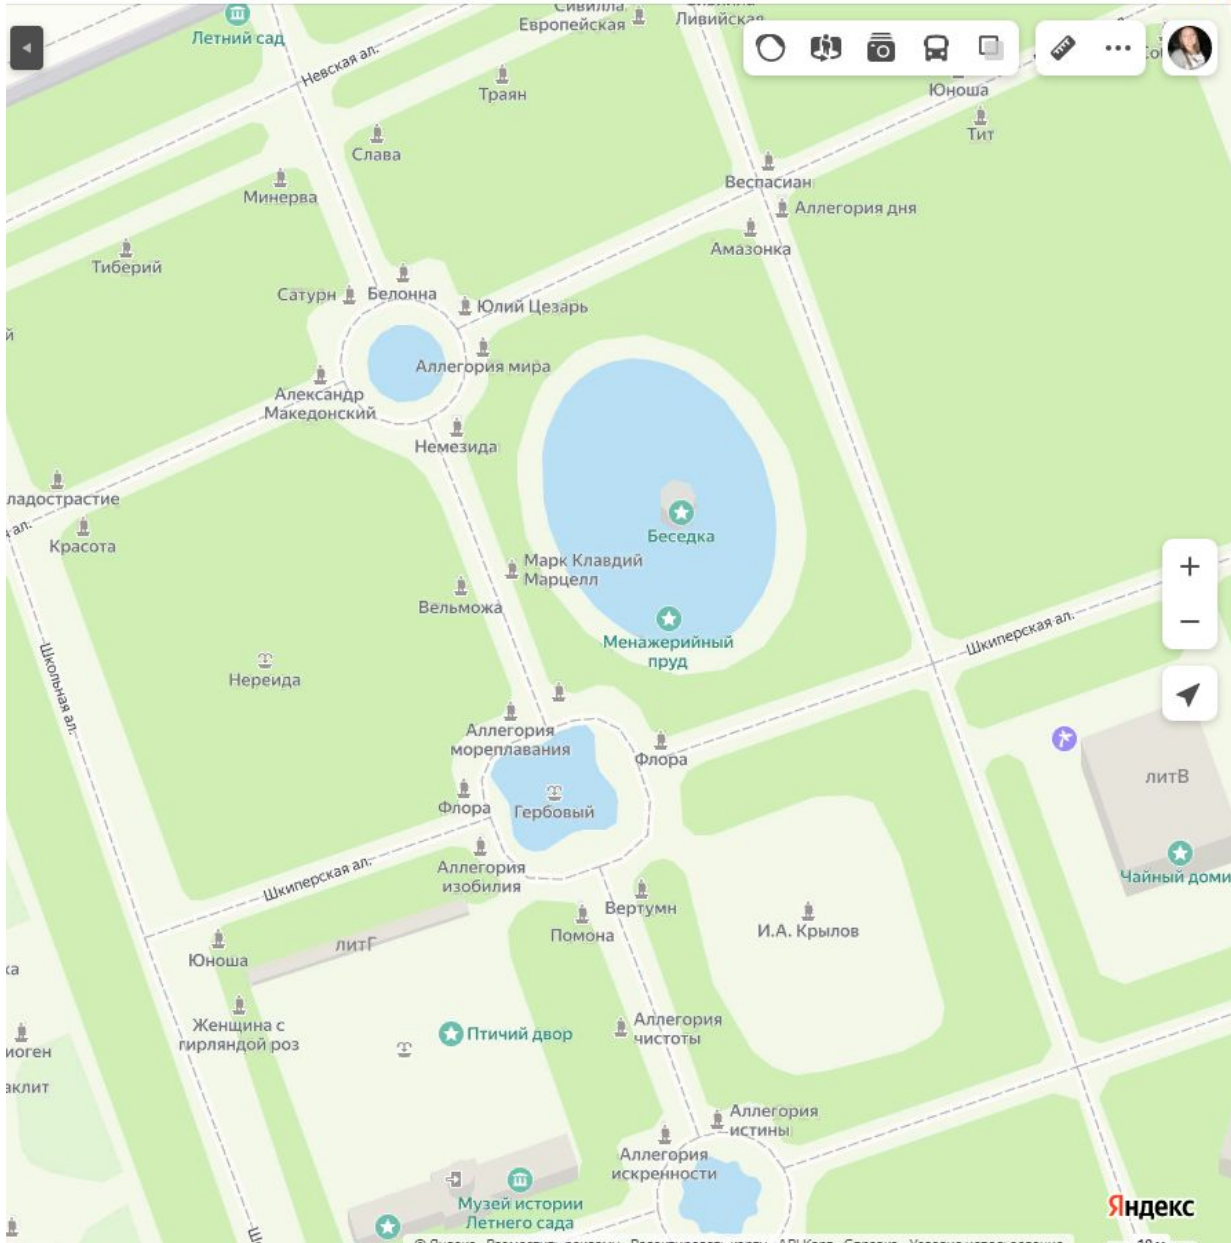 Сивилла
Европейская
Ливийская
Летний сад
Невская ал.
Траян
Юноша
Тит
Слава
Веспасиан
Минерва
Аллегория дня
Амазонка
Тиберий
Сатурн
Белонна
Юлий Цезарь
Аллегория мира
Александр
Македонский
Немезида
Красота
Беседка
Марк Клавдий
Марцелл
Вельможа
Менажерийный
пруд
Шкиперская ал.
Школьная ал.
Нереида
Аллегория
мореплавания
Флора
литВ
Флора
Гербовый
Чайный доми
Аллегория
изобилия
Шкиперская ал.
Вертумн
Помона
И.А. Крылов
литГ
Юноша
Женщина с
гирляндой роз
Птичий двор
Аллегория
чистоты
Аллегория
истины
Аллегория
искренности
Музей истории
Летнего сада
Яндекс